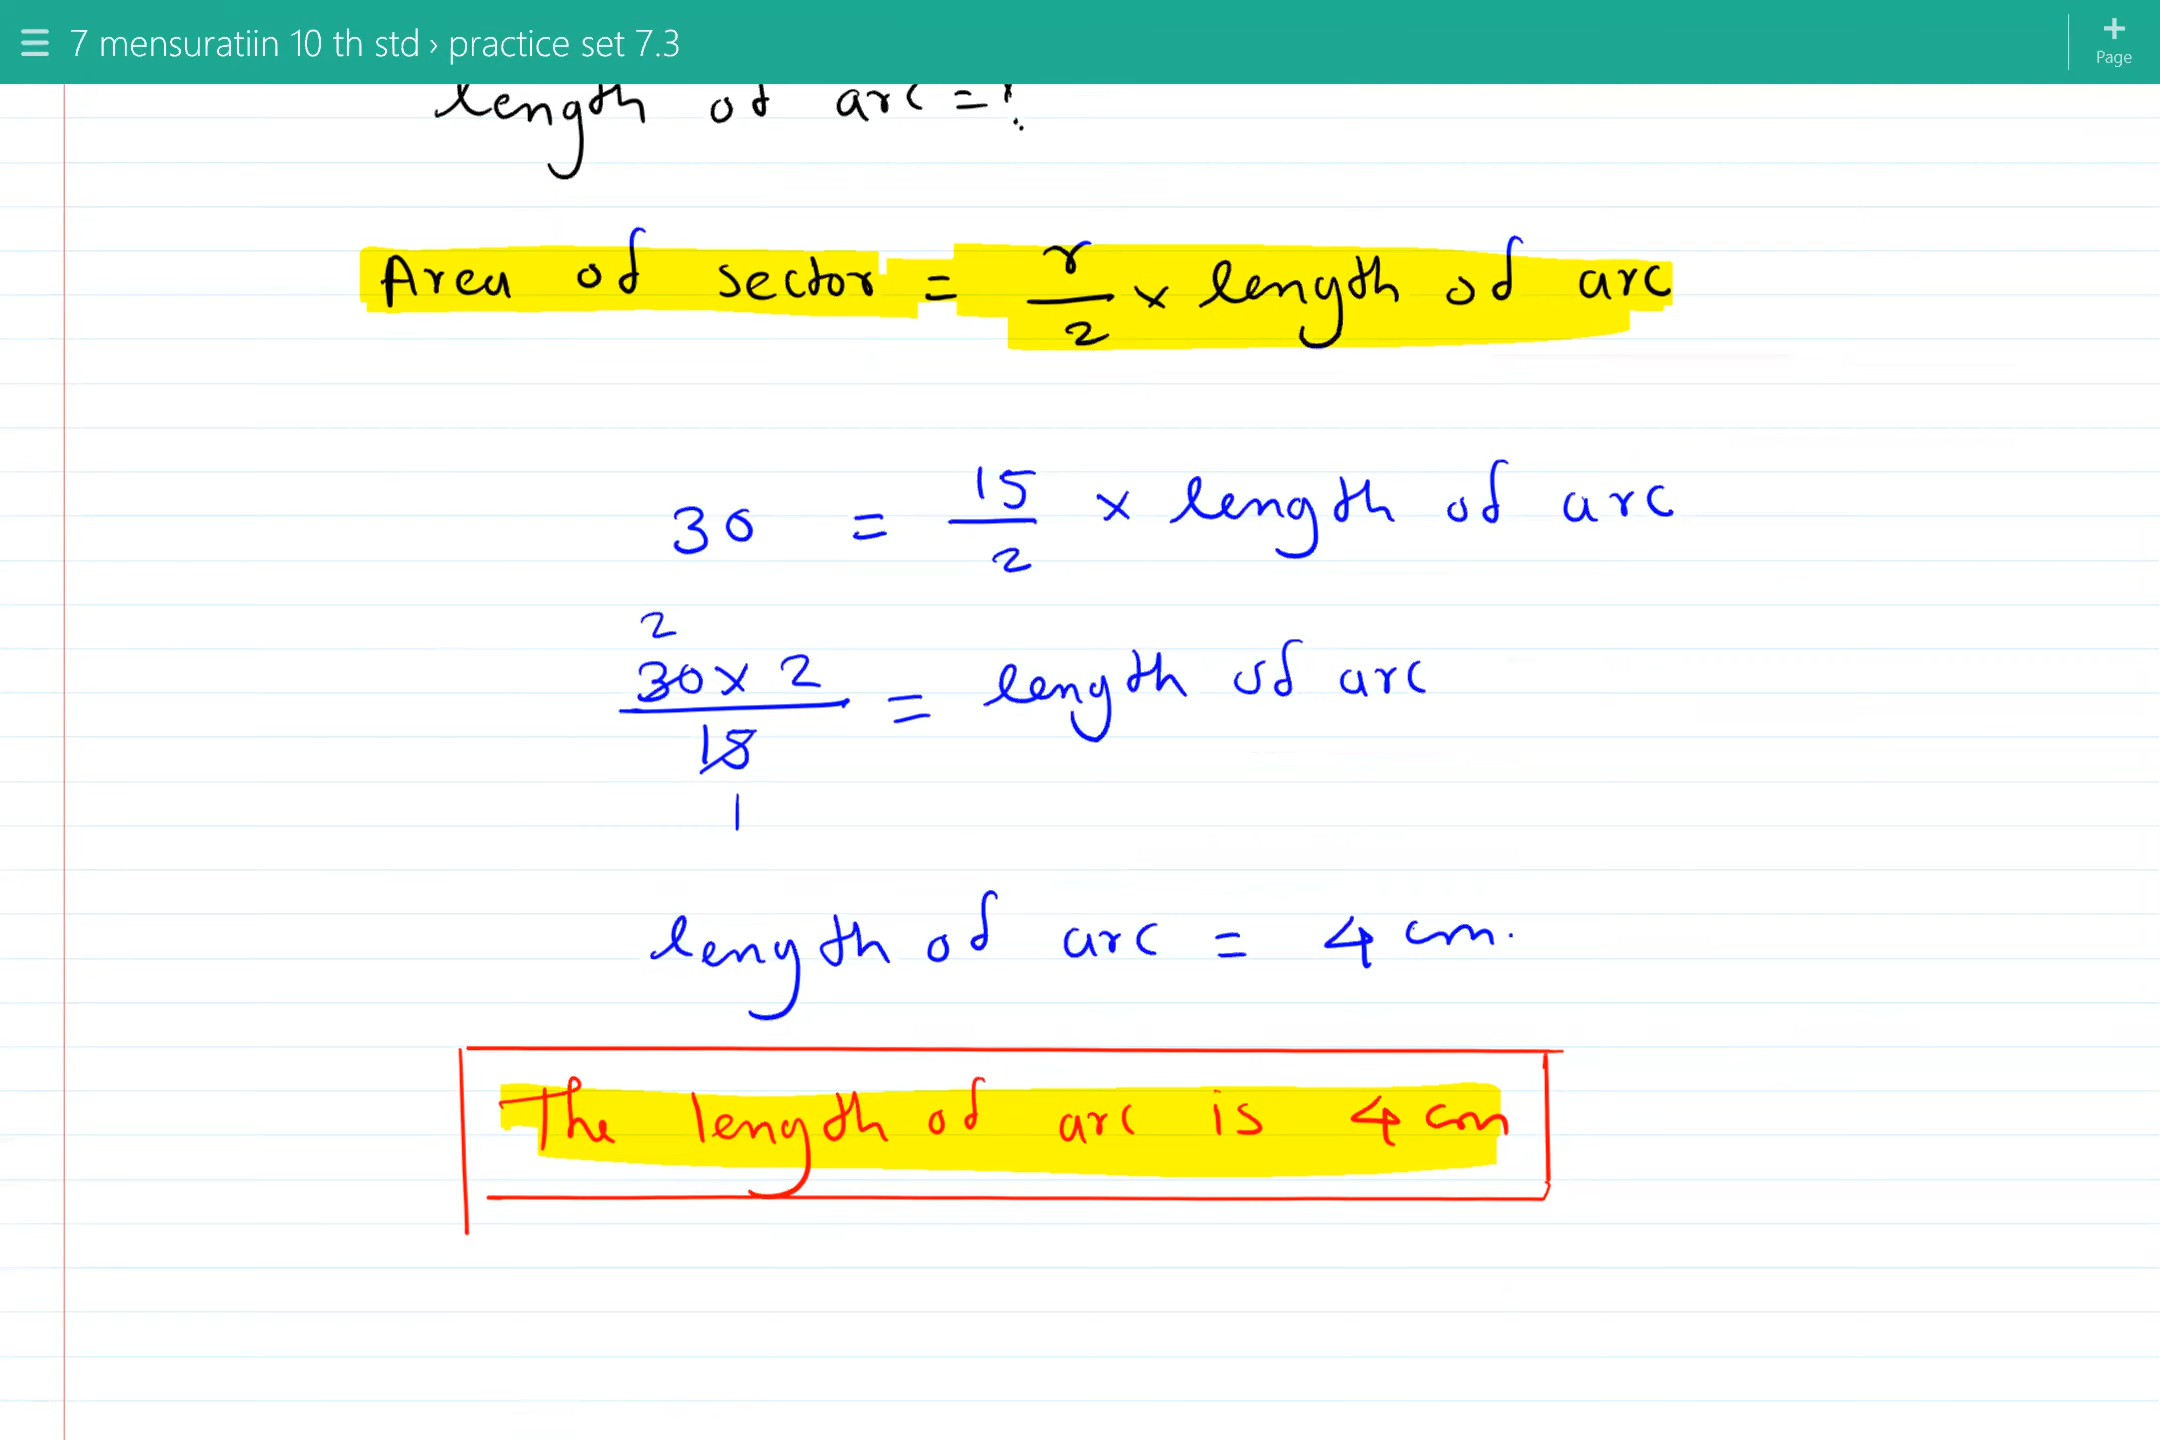 7 mensuratiin 10 th std › practice set 7.3
+ Page
length of arc = ?
Area of sector = r/2 × length of arc
30 = 15/2 × length of arc
2
30 × 2 / 15 = length of arc
1
length of arc = 4 cm.
The length of arc is 4 cm